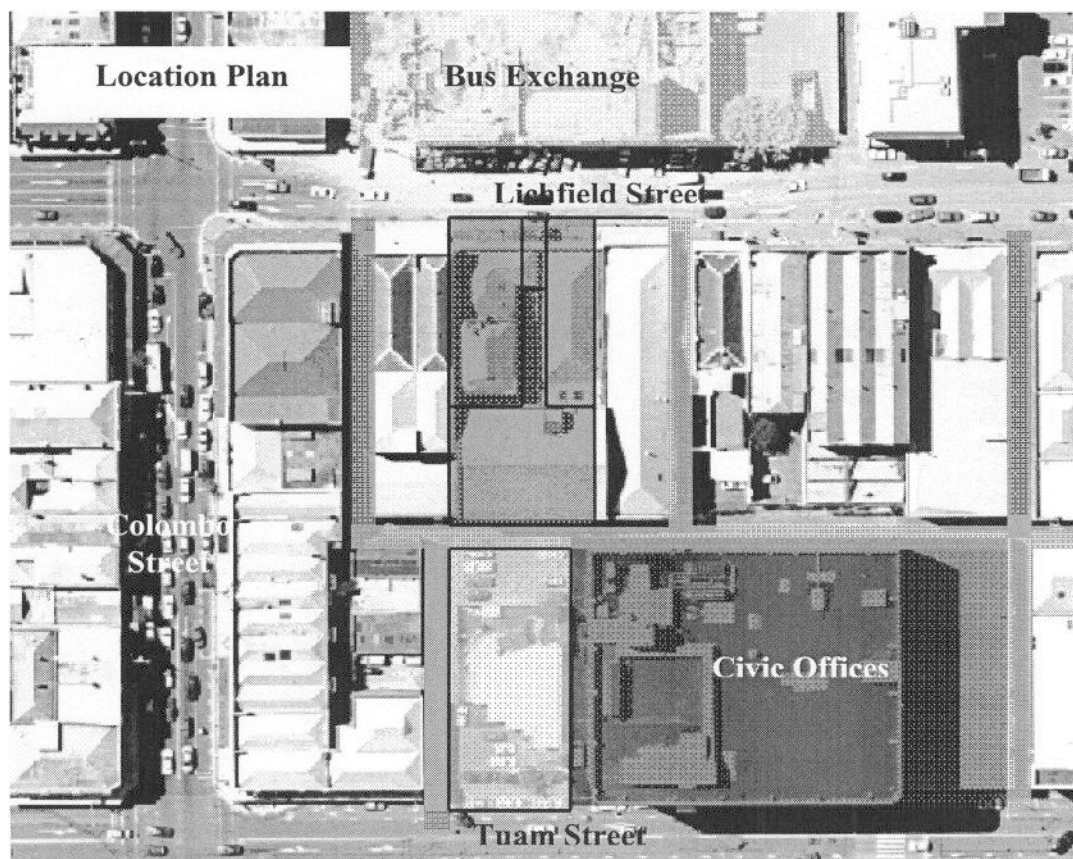 Location Plan
Bus Exchange
Lichfield Street
Colombo
Street
Civic Offices
Tuam Street